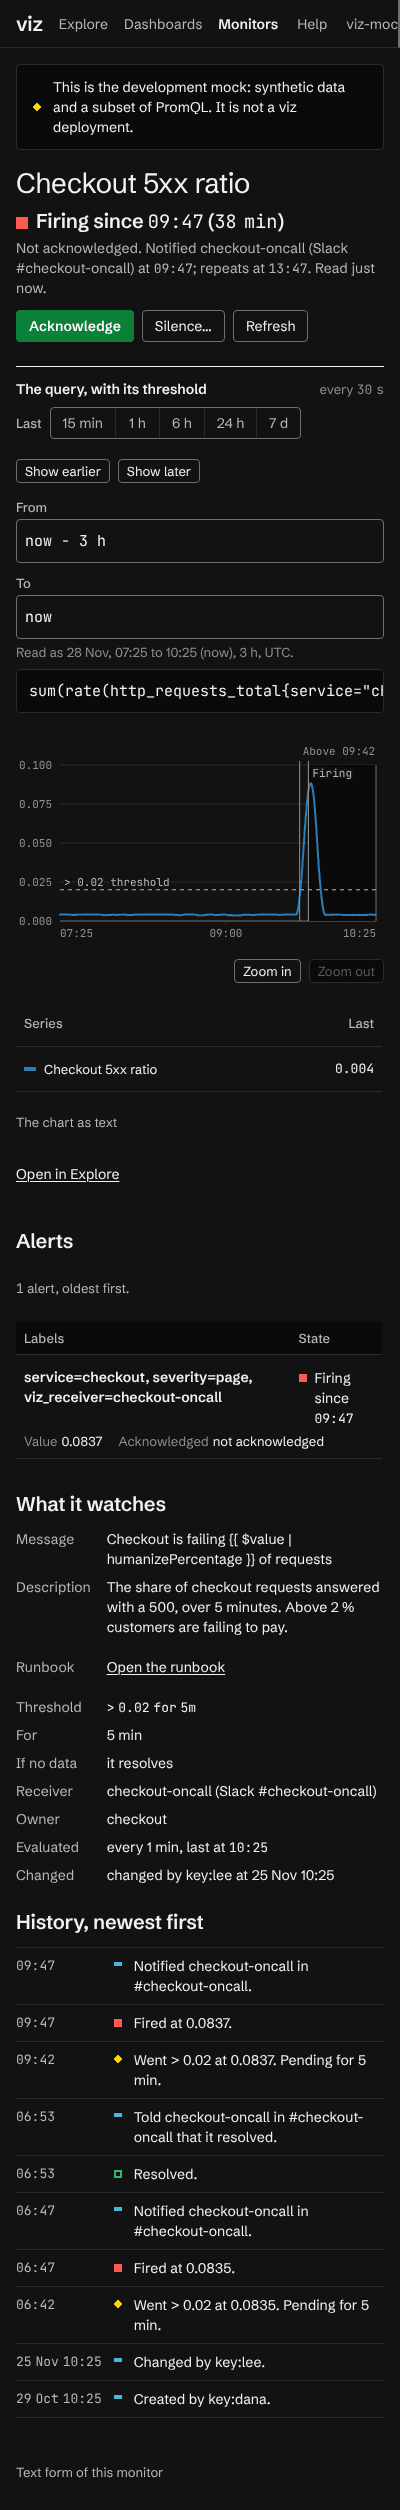 viz Explore Dashboards Monitors Help viz-moc
This is the development mock: synthetic data
and a subset of PromQL. It is not a viz
deployment.
Checkout 5xx ratio
Firing since 09:47 (38 min)
Not acknowledged. Notified checkout-oncall (Slack
#checkout-oncall) at 09:47; repeats at 13:47. Read just
now.
Acknowledge Silence… Refresh
The query, with its threshold every 30 s
Last 15 min 1 h 6 h 24 h 7 d
Show earlier Show later
From
now - 3 h
To
now
Read as 28 Nov, 07:25 to 10:25 (now), 3 h, UTC.
sum(rate(http_requests_total{service="ch
Above 09:42
0.100
Firing
0.075
0.050
0.025
> 0.02 threshold
0.000
07:25 09:00 10:25
Zoom in Zoom out
Series Last
Checkout 5xx ratio 0.004
The chart as text
Open in Explore
Alerts
1 alert, oldest first.
Labels State
service=checkout, severity=page,
viz_receiver=checkout-oncall
Firing
since
09:47
Value 0.0837 Acknowledged not acknowledged
What it watches
Message Checkout is failing {{ $value |
humanizePercentage }} of requests
Description The share of checkout requests answered
with a 500, over 5 minutes. Above 2 %
customers are failing to pay.
Runbook Open the runbook
Threshold > 0.02 for 5m
For 5 min
If no data it resolves
Receiver checkout-oncall (Slack #checkout-oncall)
Owner checkout
Evaluated every 1 min, last at 10:25
Changed changed by key:lee at 25 Nov 10:25
History, newest first
09:47 Notified checkout-oncall in
#checkout-oncall.
09:47 Fired at 0.0837.
09:42 Went > 0.02 at 0.0837. Pending for 5
min.
06:53 Told checkout-oncall in #checkout-
oncall that it resolved.
06:53 Resolved.
06:47 Notified checkout-oncall in
#checkout-oncall.
06:47 Fired at 0.0835.
06:42 Went > 0.02 at 0.0835. Pending for 5
min.
25 Nov 10:25 Changed by key:lee.
29 Oct 10:25 Created by key:dana.
Text form of this monitor